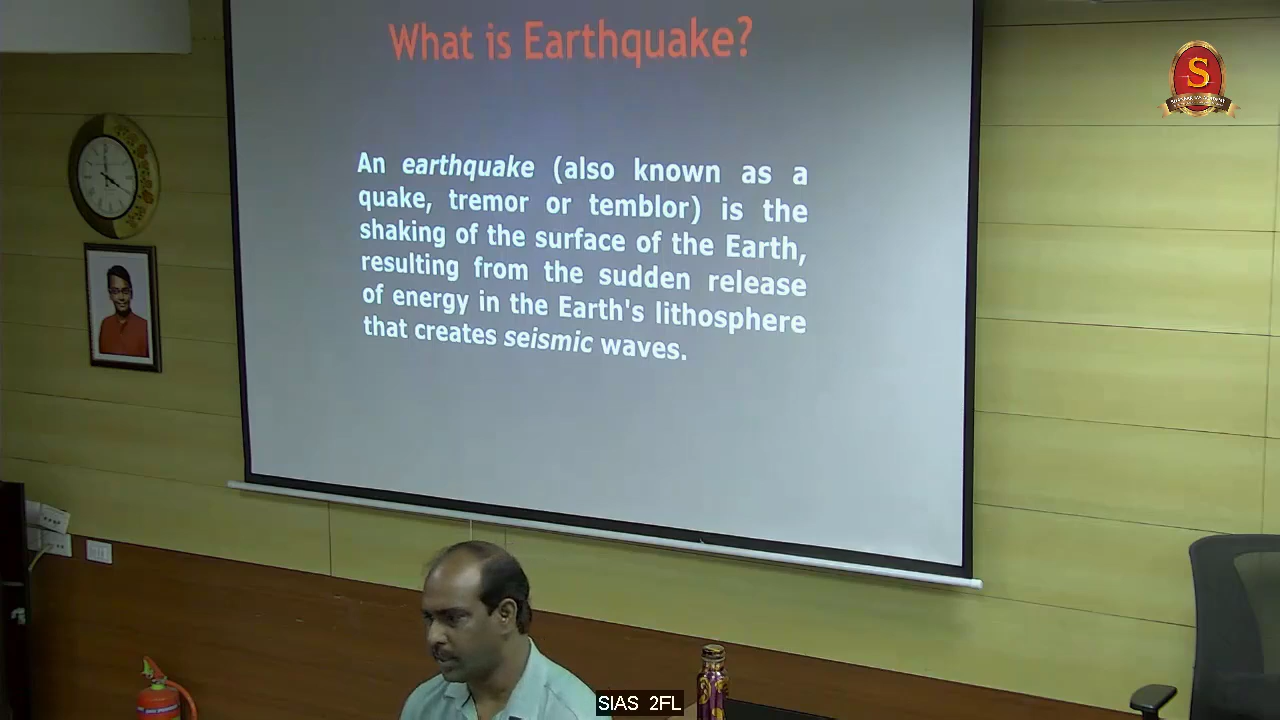 What is Earthquake?
An earthquake (also known as a
quake, tremor or temblor) is the
shaking of the surface of the Earth,
resulting from the sudden release
of energy in the Earth's lithosphere
that creates seismic waves.
S
SIAS 2FL